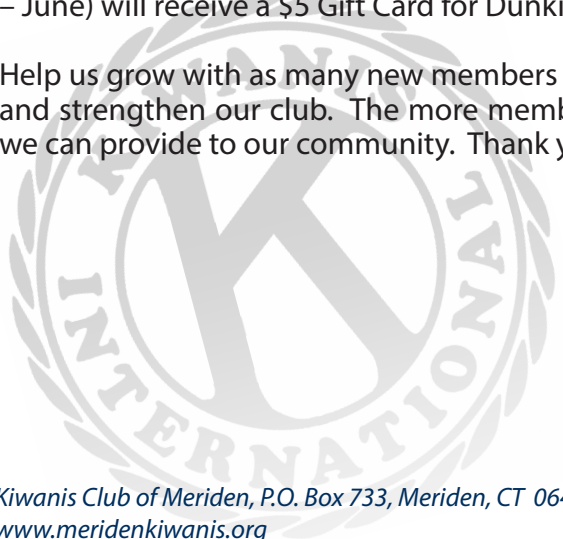 – June) will receive a $5 Gift Card for Dunki
Help us grow with as many new members
and strengthen our club. The more memb
we can provide to our community. Thank y
KIWANIS
INTERNATIONAL
K
Kiwanis Club of Meriden, P.O. Box 733, Meriden, CT 064
www.meridenkiwanis.org